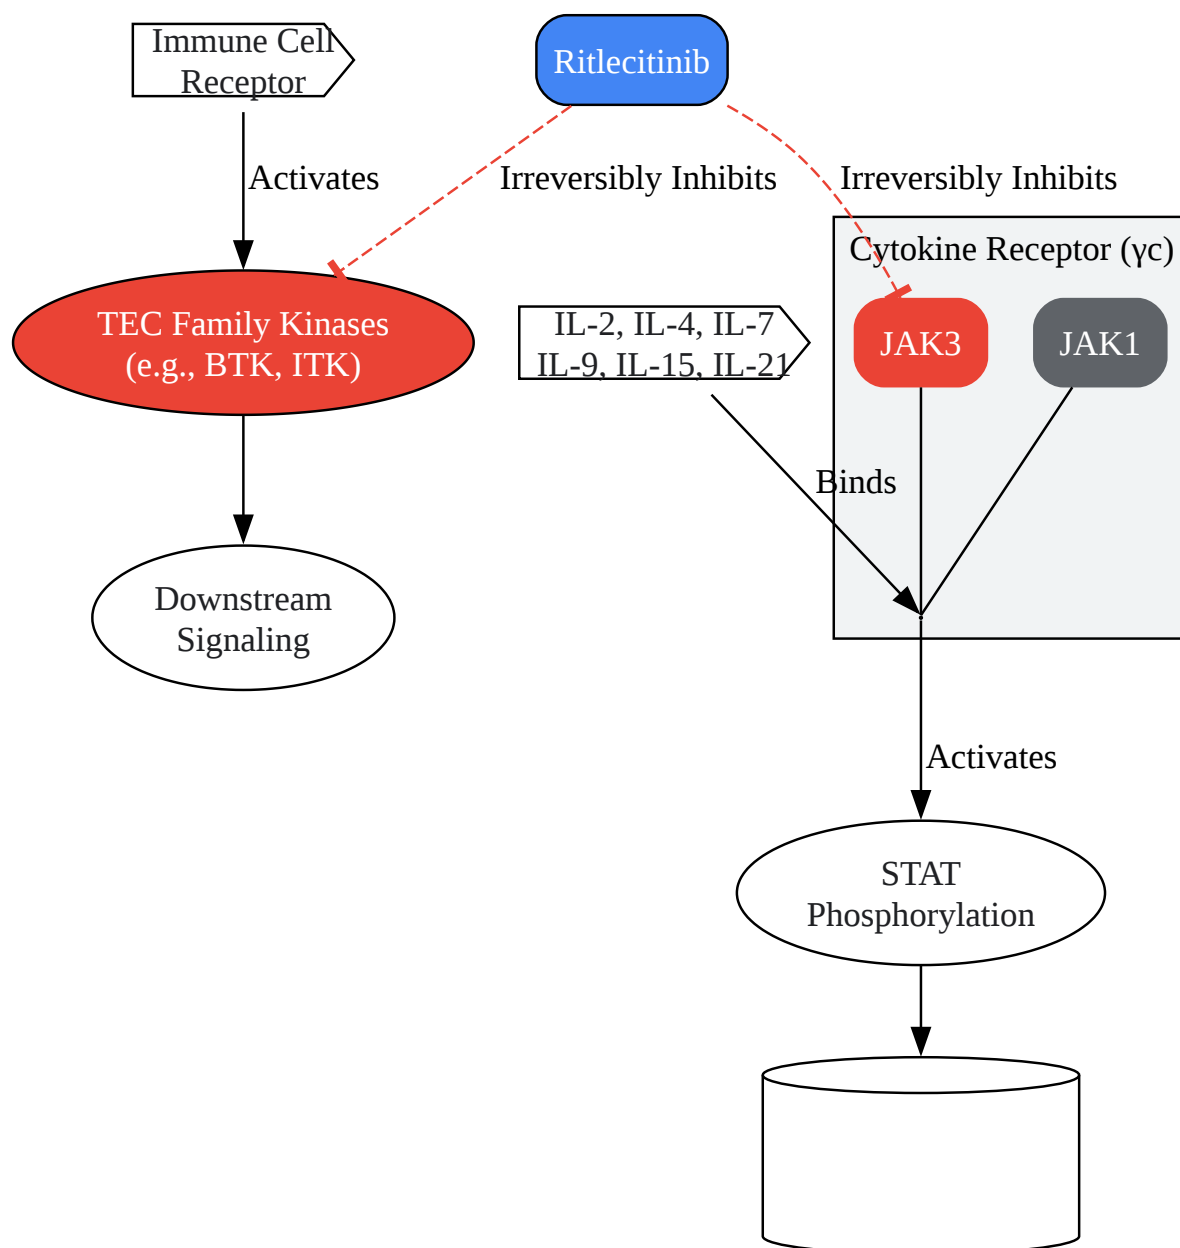 Immune Cell
Receptor
Ritlecitinib
Activates
Irreversibly Inhibits
Irreversibly Inhibits
Cytokine Receptor (γc)
TEC Family Kinases
(e.g., BTK, ITK)
IL-2, IL-4, IL-7
IL-9, IL-15, IL-21
JAK3
JAK1
Binds
Downstream
Signaling
Activates
STAT
Phosphorylation